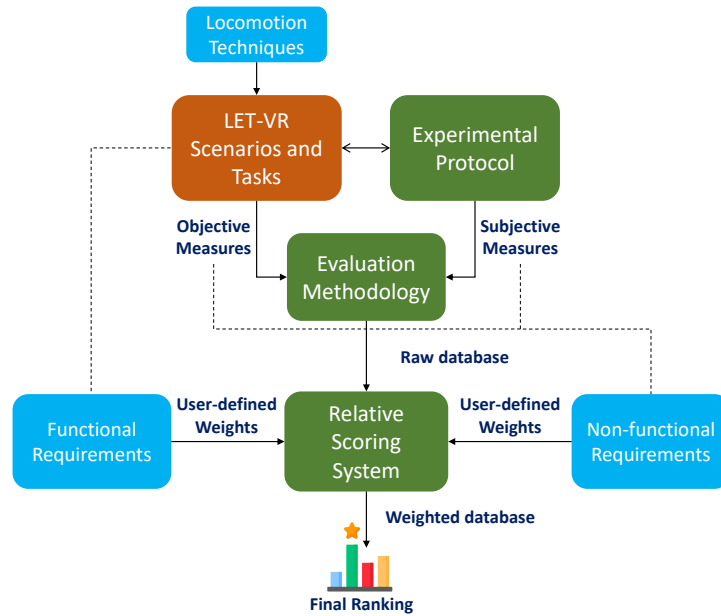 Locomotion
Techniques
LET-VR
Scenarios and
Tasks
Experimental
Protocol
Objective
Measures
Subjective
Measures
Evaluation
Methodology
Raw database
Functional
Requirements
User-defined
Weights
Relative
Scoring
System
User-defined
Weights
Non-functional
Requirements
Weighted database
Final Ranking